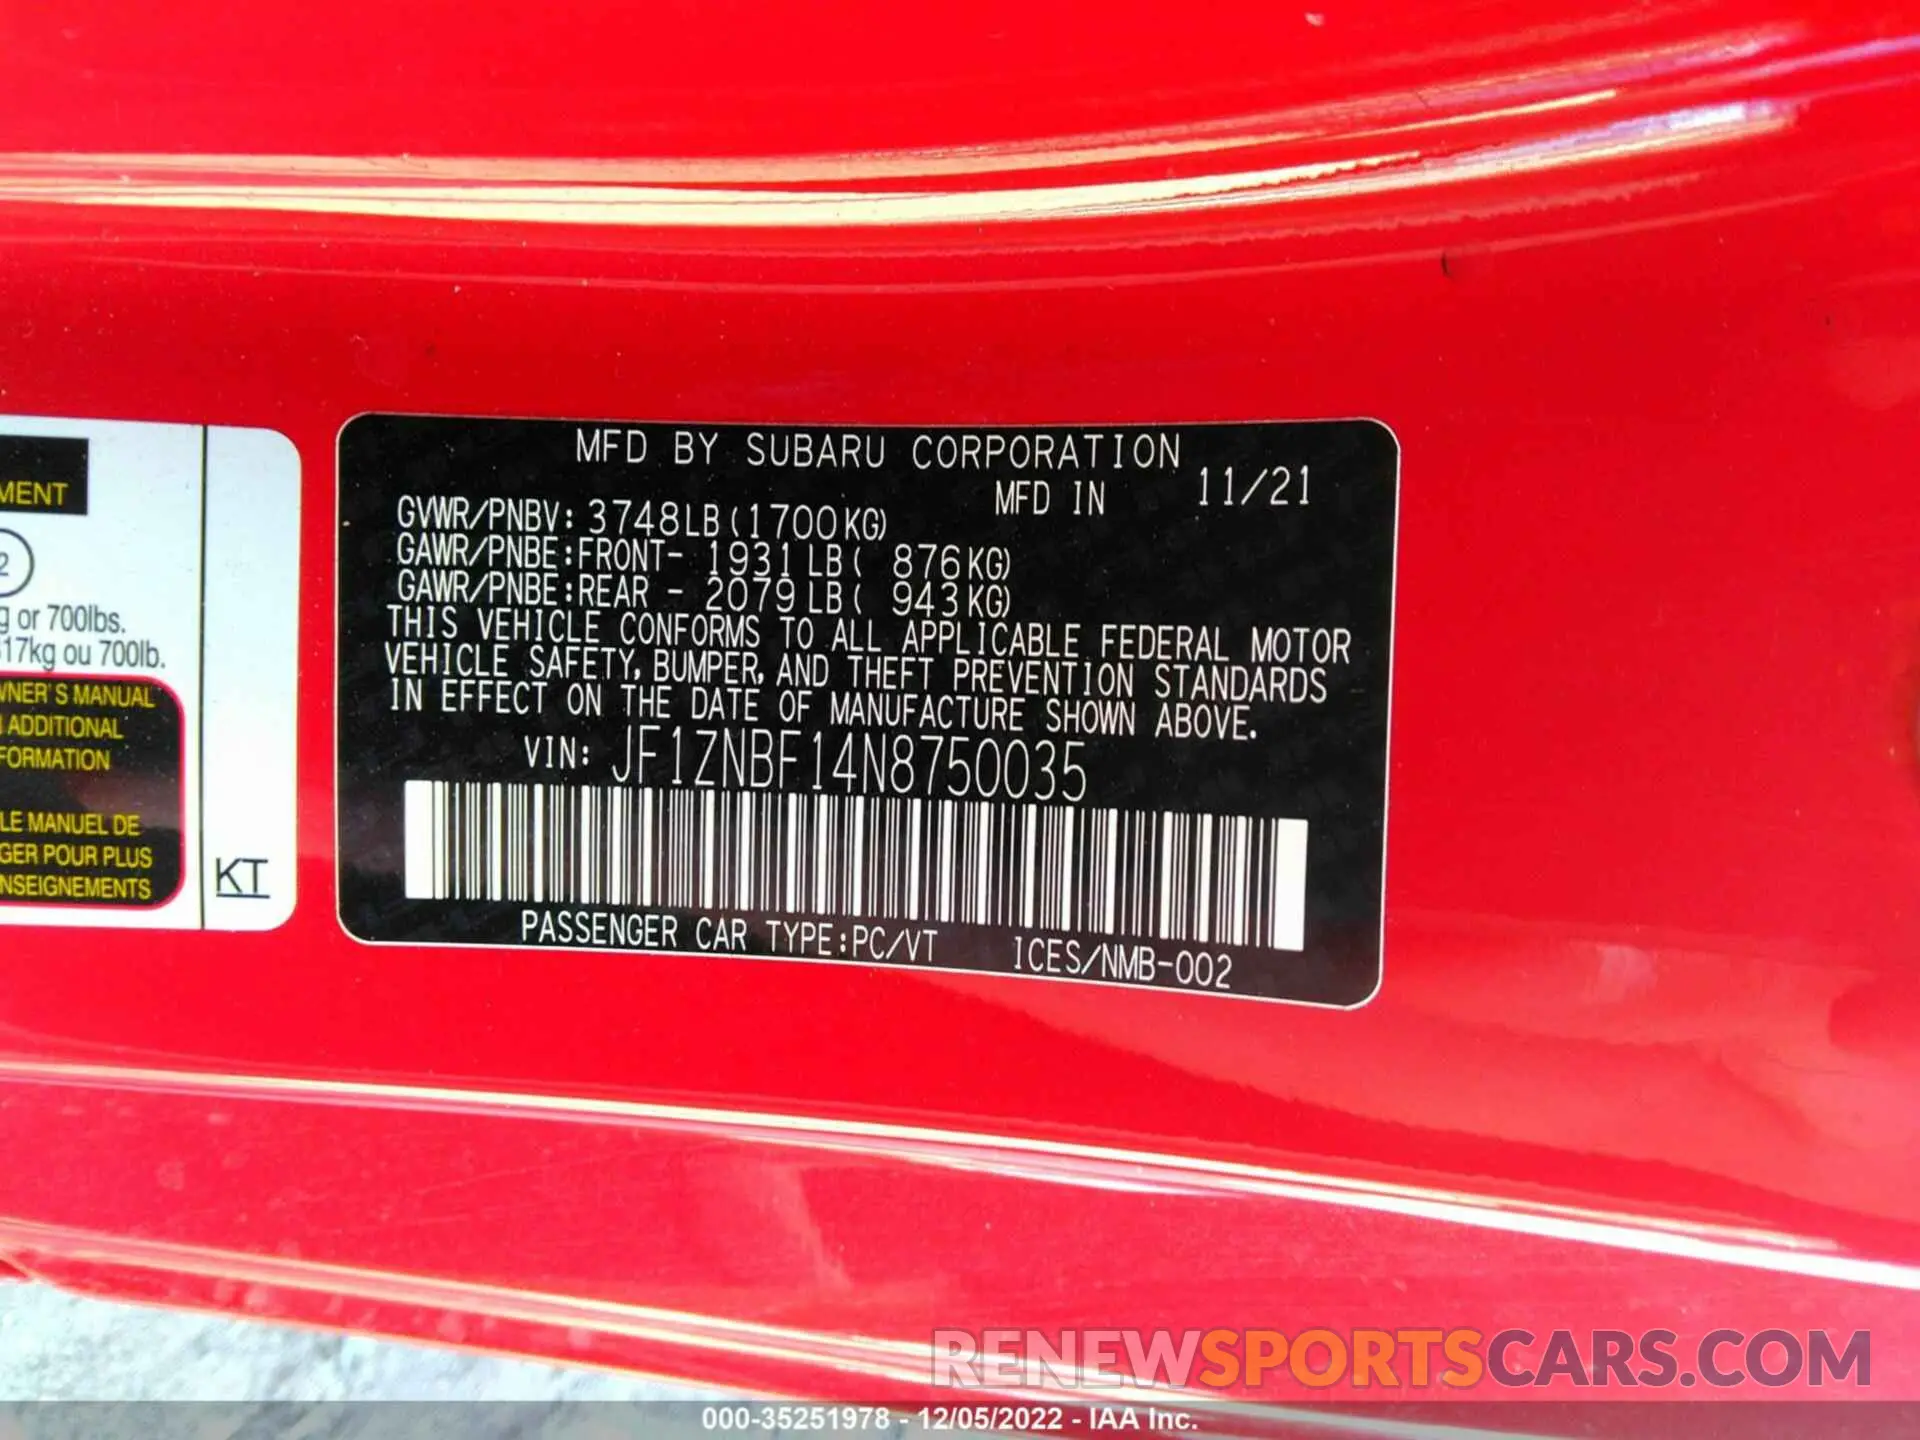 MENT
2
g or 700lbs.
317kg ou 700lb.
WNER'S MANUAL
ADDITIONAL
FORMATION
LE MANUEL DE
GER POUR PLUS
NSEIGNEMENTS
KT
MFD BY SUBARU CORPORATION
MFD IN 11/21
GVWR/PNBV: 3748LB(1700KG)
GAWR/PNBE:FRONT- 1931LB( 876KG)
GAWR/PNBE:REAR - 2079LB( 943KG)
THIS VEHICLE CONFORMS TO ALL APPLICABLE FEDERAL MOTOR
VEHICLE SAFETY, BUMPER, AND THEFT PREVENTION STANDARDS
IN EFFECT ON THE DATE OF MANUFACTURE SHOWN ABOVE.
VIN: JF1ZNBF14N8750035
PASSENGER CAR TYPE:PC/VT ICES/NMB-002
RENEWSPORTSCARS.COM
000-35251978 - 12/05/2022 - IAA Inc.